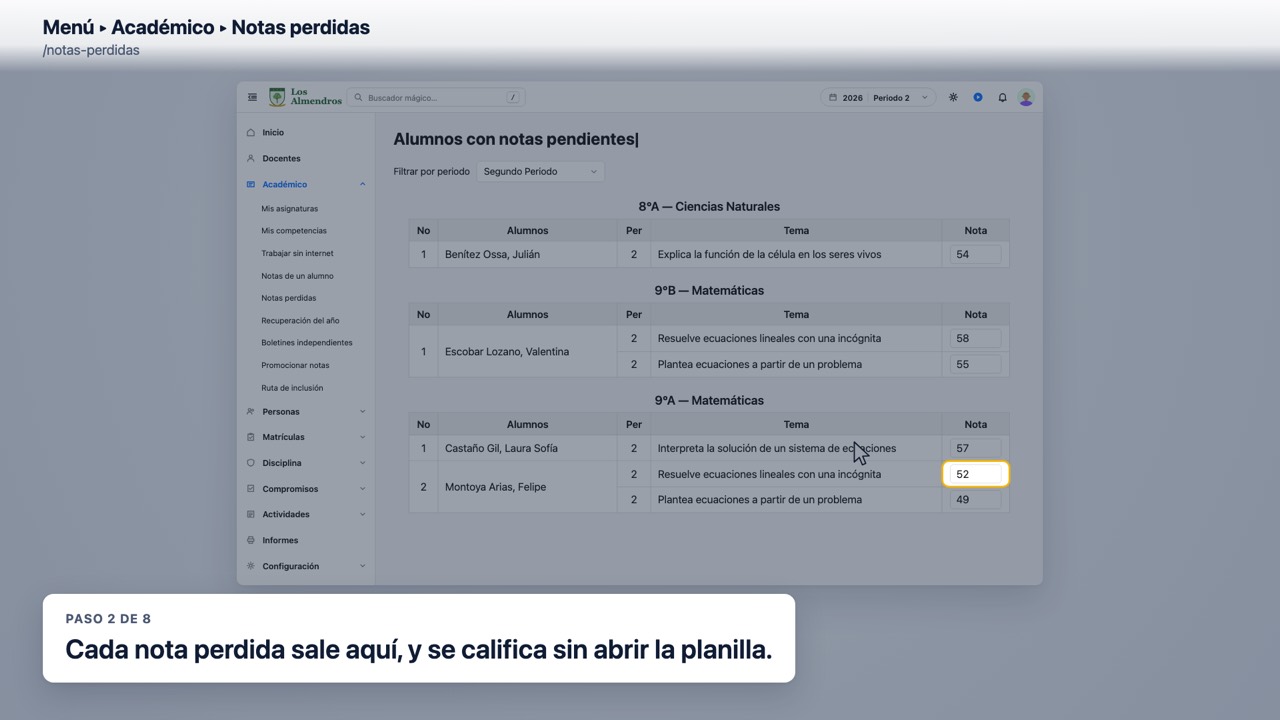 Menú ▸ Académico ▸ Notas perdidas
/notas-perdidas
Los Almendros
Buscador mágico...
/
2026 Periodo 2
Inicio
Docentes
Académico
Mis asignaturas
Mis competencias
Trabajar sin internet
Notas de un alumno
Notas perdidas
Recuperación del año
Boletines independientes
Promocionar notas
Ruta de inclusión
Personas
Matrículas
Disciplina
Compromisos
Actividades
Informes
Configuración
Alumnos con notas pendientes
Filtrar por periodo Segundo Periodo
8°A — Ciencias Naturales
No Alumnos Per Tema Nota
1 Benítez Ossa, Julián 2 Explica la función de la célula en los seres vivos 54
9°B — Matemáticas
No Alumnos Per Tema Nota
1 Escobar Lozano, Valentina 2 Resuelve ecuaciones lineales con una incógnita 58
2 Plantea ecuaciones a partir de un problema 55
9°A — Matemáticas
No Alumnos Per Tema Nota
1 Castaño Gil, Laura Sofía 2 Interpreta la solución de un sistema de ecuaciones 57
2 Montoya Arias, Felipe 2 Resuelve ecuaciones lineales con una incógnita 52
2 Plantea ecuaciones a partir de un problema 49
PASO 2 DE 8
Cada nota perdida sale aquí, y se califica sin abrir la planilla.